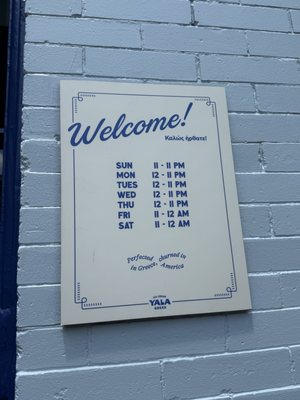 Welcome!
Καλώς ήρθατε!
SUN 11 - 11 PM
MON 12 - 11 PM
TUES 12 - 11 PM
WED 12 - 11 PM
THU 12 - 11 PM
FRI 11 - 12 AM
SAT 11 - 12 AM
Perfected in Greece, churned in America
YALA
GREEK